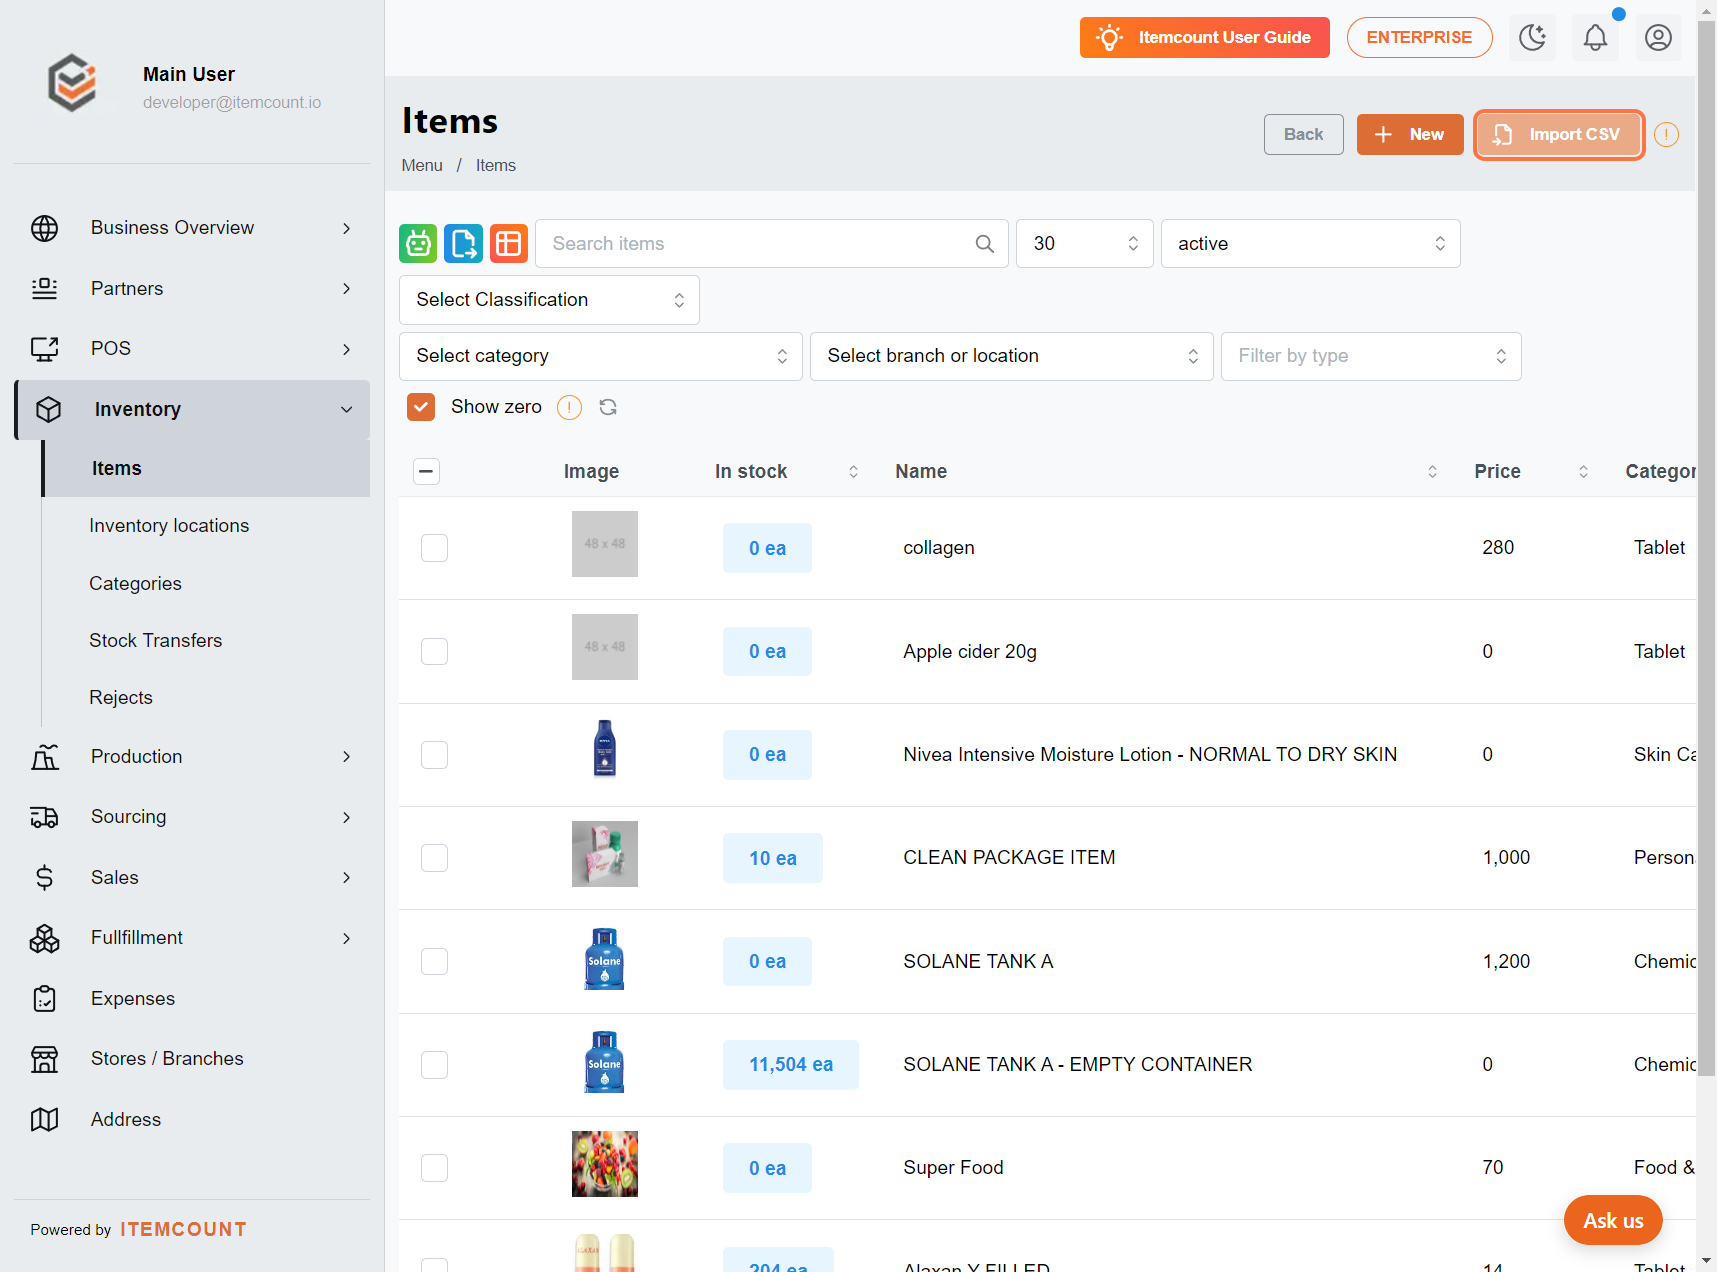 Main User
developer@itemcount.io
Itemcount User Guide
ENTERPRISE
Items
Menu / Items
Back
New
Import CSV
Business Overview
Partners
POS
Inventory
Items
Inventory locations
Categories
Stock Transfers
Rejects
Production
Sourcing
Sales
Fullfillment
Expenses
Stores / Branches
Address
Powered by ITEMCOUNT
Search items
30
active
Select Classification
Select category
Select branch or location
Filter by type
Show zero
Image In stock Name Price Categor
48 x 48 0 ea collagen 280 Tablet
48 x 48 0 ea Apple cider 20g 0 Tablet
0 ea Nivea Intensive Moisture Lotion - NORMAL TO DRY SKIN 0 Skin Ca
10 ea CLEAN PACKAGE ITEM 1,000 Person
Solane 0 ea SOLANE TANK A 1,200 Chemic
Solane 11,504 ea SOLANE TANK A - EMPTY CONTAINER 0 Chemic
0 ea Super Food 70 Food &
204 ea Alaxan Y FILLED 14 Tablet
Ask us